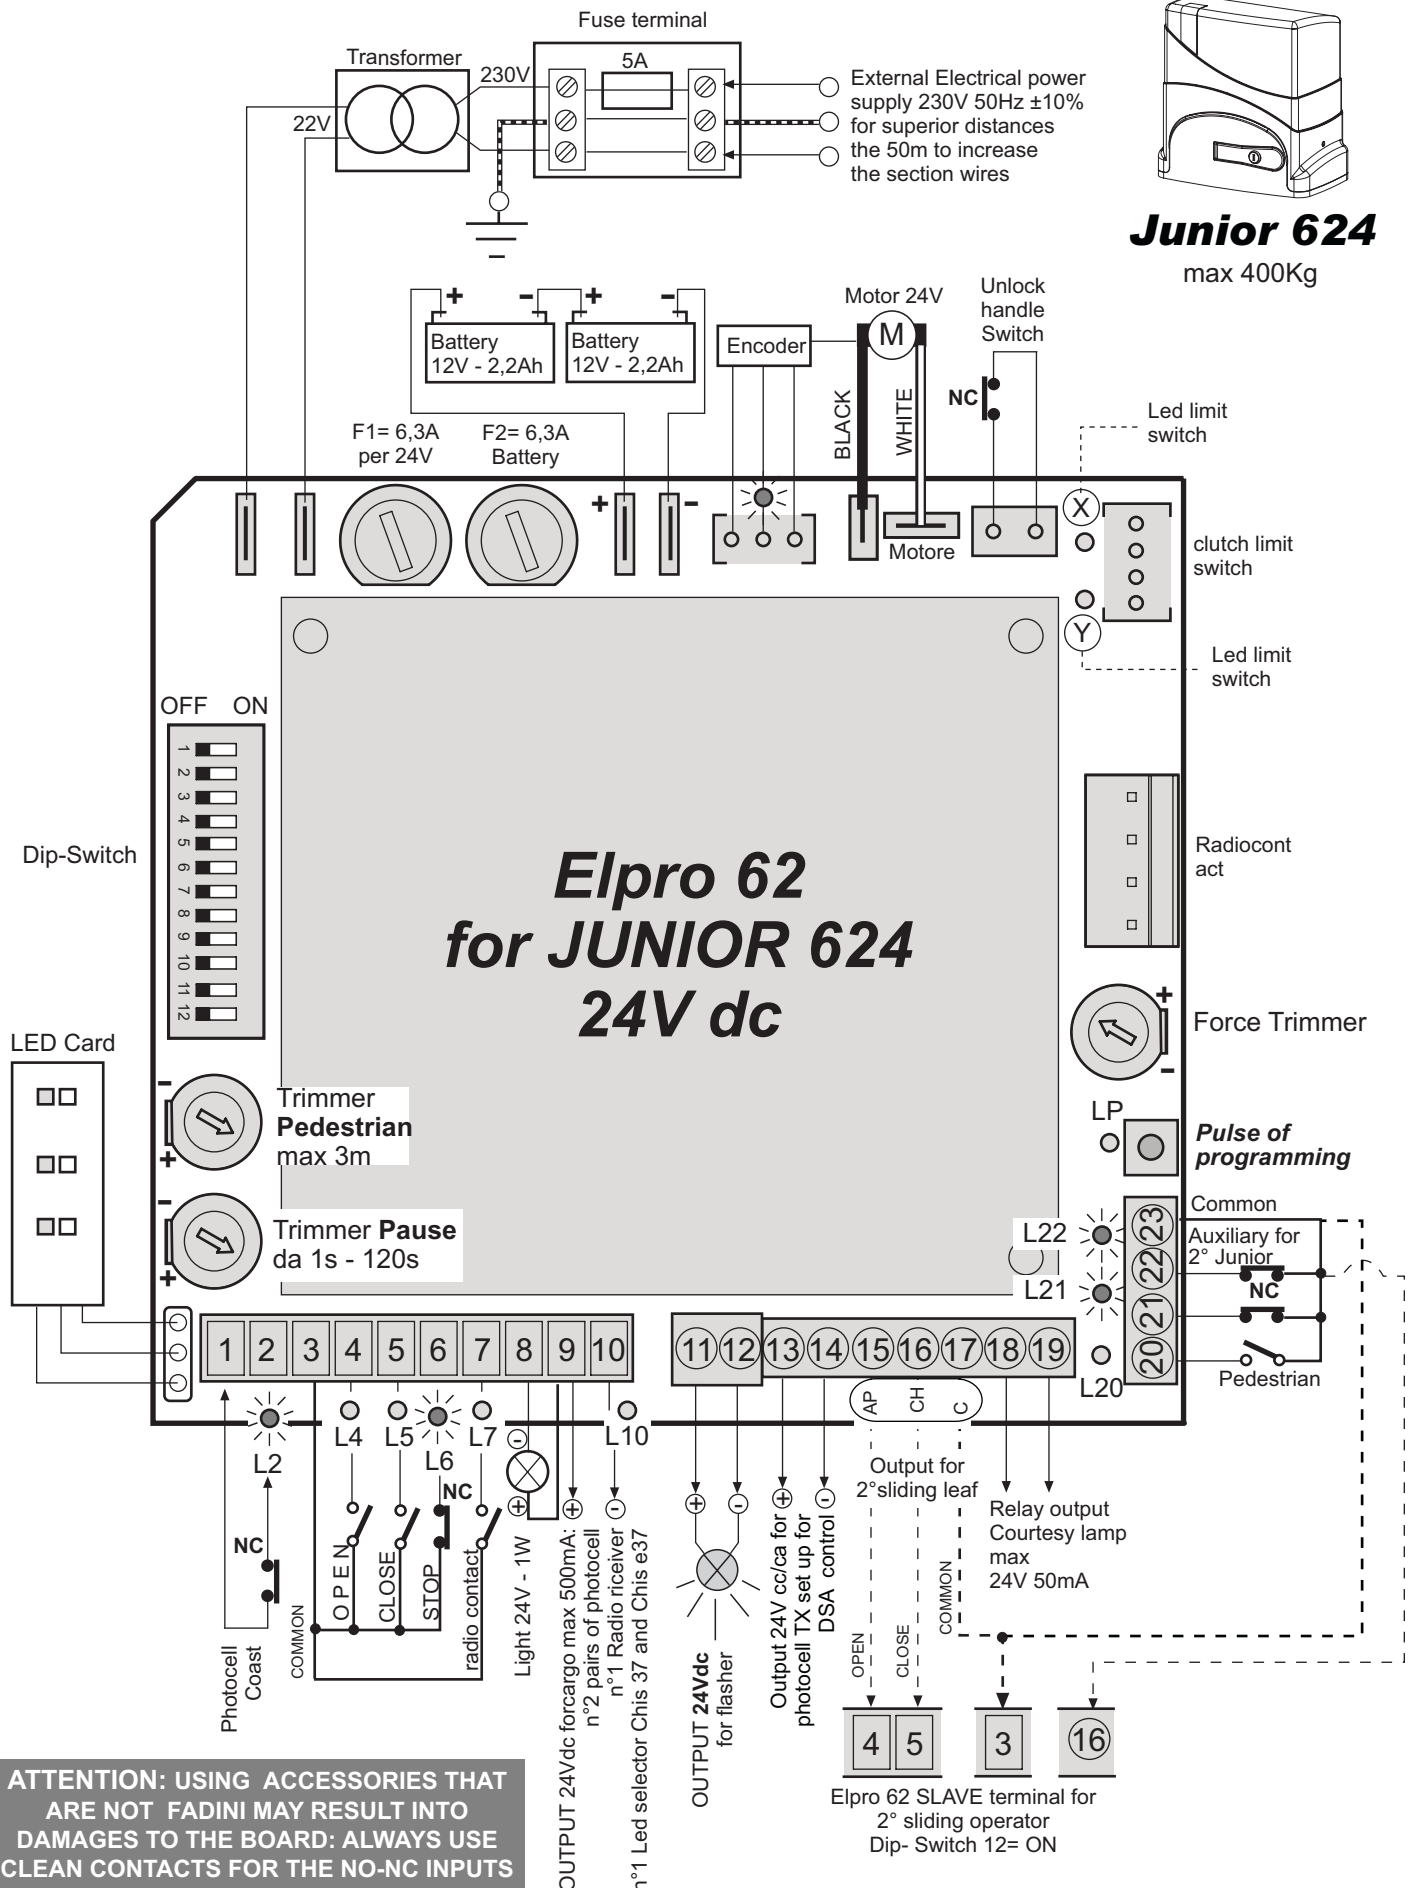 Fuse terminal
Transformer
230V
5A
22V
External Electrical power
supply 230V 50Hz ±10%
for superior distances
the 50m to increase
the section wires
Junior 624
max 400Kg
+
-
+
-
Battery
12V - 2,2Ah
Battery
12V - 2,2Ah
Encoder
Motor 24V
M
BLACK
WHITE
Unlock
handle
Switch
NC
Led limit
switch
F1= 6,3A
per 24V
F2= 6,3A
Battery
+
-
Motore
X
clutch limit
switch
Y
Led limit
switch
OFF ON
1
2
3
4
5
6
7
8
9
10
11
12
Dip-Switch
Elpro 62
for JUNIOR 624
24V dc
Radiocont
act
+
-
Force Trimmer
LED Card
-
+
Trimmer
Pedestrian
max 3m
-
+
Trimmer Pause
da 1s - 120s
LP
Pulse of
programming
L22
L21
L20
23
22
21
20
Common
Auxiliary for
2° Junior
NC
Pedestrian
1 2 3 4 5 6 7 8 9 10
11 12 13 14 15 16 17 18 19
AP
CH
C
L2
L4
L5
L6
L7
L10
NC
NC
Photocell
Coast
COMMON
OPEN
CLOSE
STOP
radio contact
-
+
Light 24V - 1W
+
-
OUTPUT 24Vdc forcargo max 500mA:
n°2 pairs of photocell
n°1 Radio riceiver
n°1 Led selector Chis 37 and Chis e37
+
-
OUTPUT 24Vdc
for flasher
+
-
Output 24V cc/ca for
photocell TX set up for
DSA control
Output for
2°sliding leaf
OPEN
CLOSE
COMMON
Relay output
Courtesy lamp
max
24V 50mA
4 5
3
16
Elpro 62 SLAVE terminal for
2° sliding operator
Dip- Switch 12= ON
ATTENTION: USING ACCESSORIES THAT
ARE NOT FADINI MAY RESULT INTO
DAMAGES TO THE BOARD: ALWAYS USE
CLEAN CONTACTS FOR THE NO-NC INPUTS